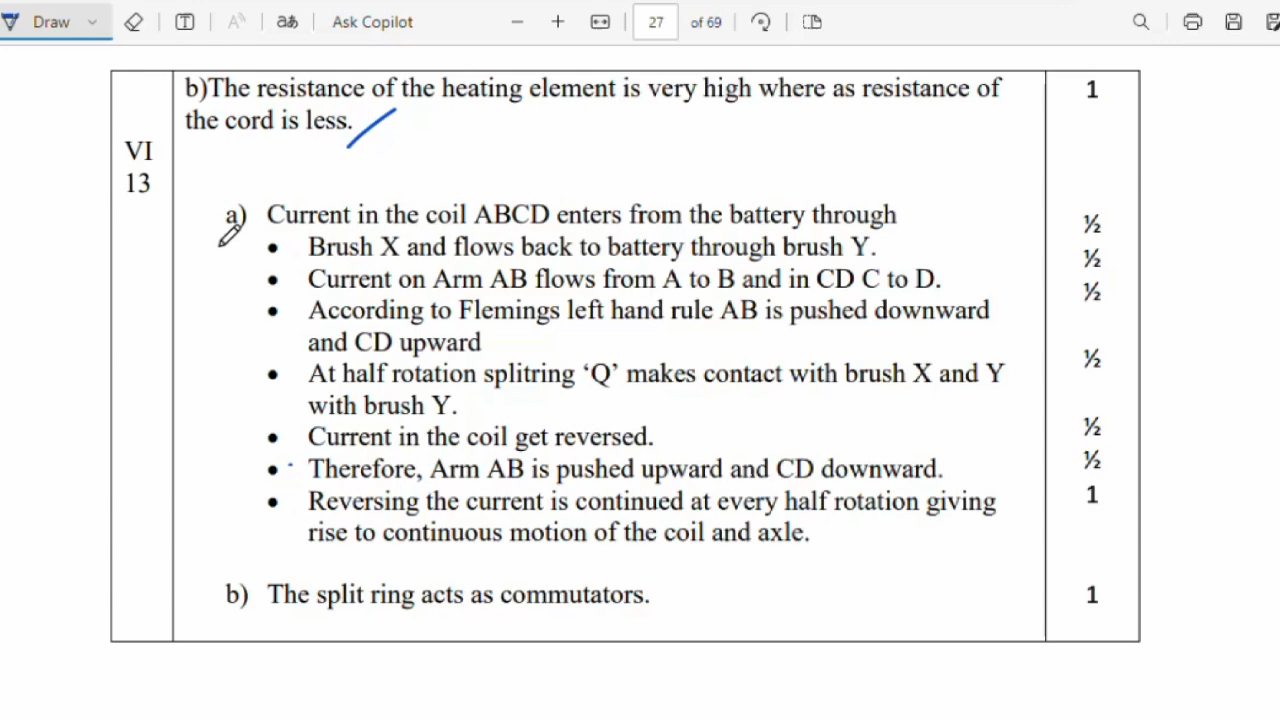 Draw aあ Ask Copilot 27 of 69
b)The resistance of the heating element is very high where as resistance of 1
the cord is less.
VI
13
a) Current in the coil ABCD enters from the battery through ½
• Brush X and flows back to battery through brush Y. ½
• Current on Arm AB flows from A to B and in CD C to D. ½
• According to Flemings left hand rule AB is pushed downward
and CD upward ½
• At half rotation splitring ‘Q’ makes contact with brush X and Y
with brush Y. ½
• Current in the coil get reversed. ½
• Therefore, Arm AB is pushed upward and CD downward. 1
• Reversing the current is continued at every half rotation giving
rise to continuous motion of the coil and axle.
b) The split ring acts as commutators. 1